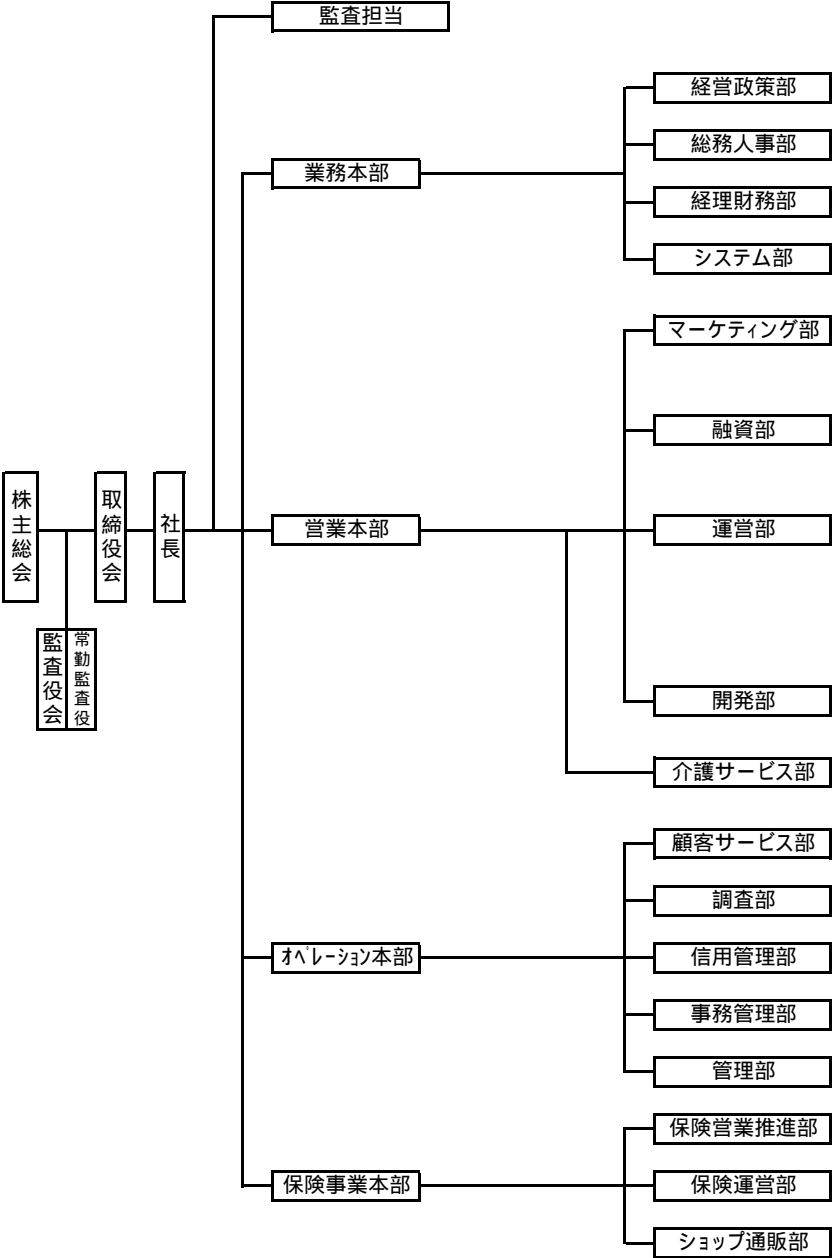 監査担当
経営政策部
総務人事部
業務本部
経理財務部
システム部
マーケティング部
融資部
株主総会
取締役会
社長
営業本部
運営部
監査役会
常勤監査役
開発部
介護サービス部
顧客サービス部
調査部
ｵﾍﾟﾚｰｼｮﾝ本部
信用管理部
事務管理部
管理部
保険営業推進部
保険事業本部
保険運営部
ショップ通販部